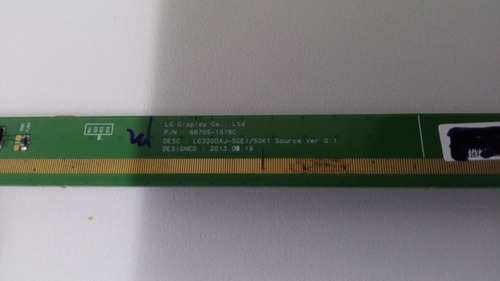 LG Display Co., Ltd
P/N : 6870S-1578C
DESC : LC320DXJ-SGE1/SGK1 Source Ver 0.1
DESIGNED : 2013.08.19